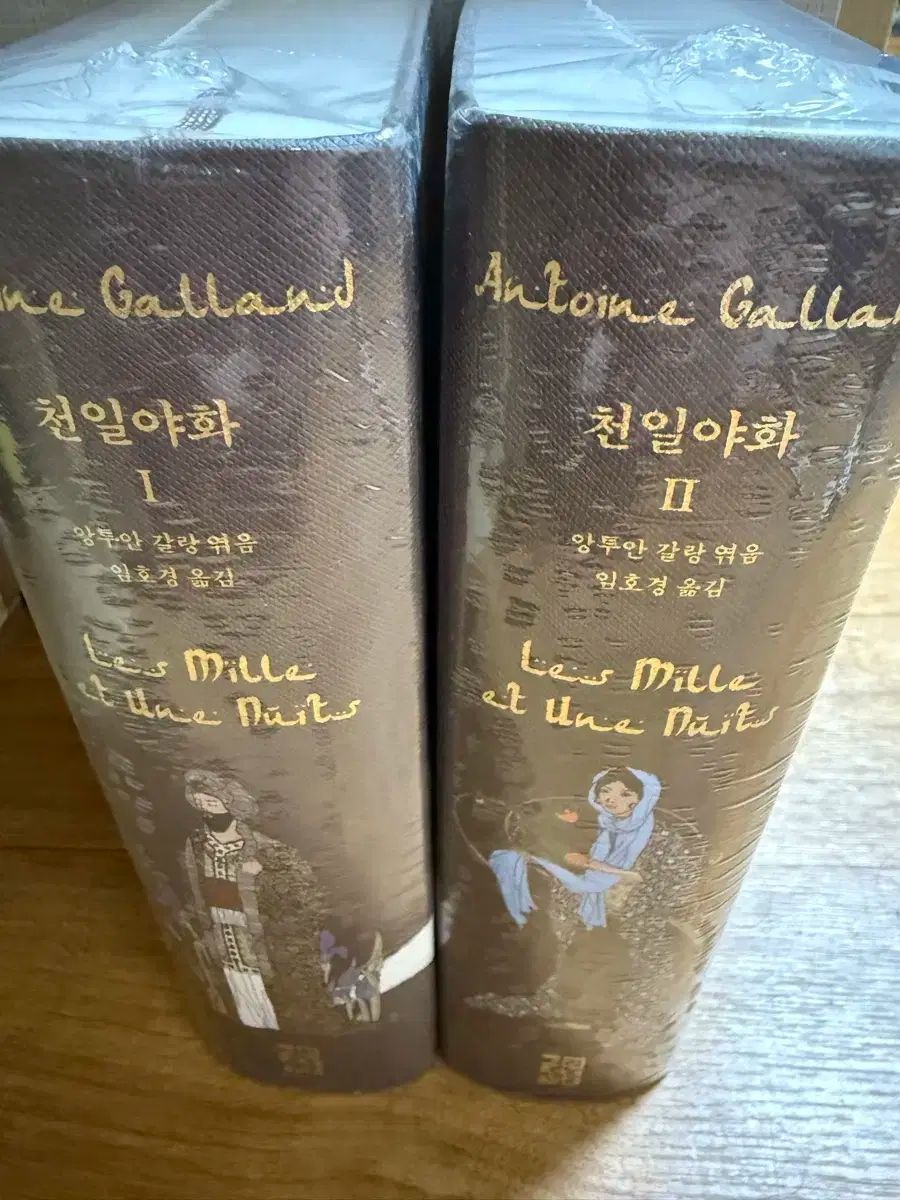 ne Galland
천일야화
I
앙투안 갈랑 엮음
임호경 옮김
Les Mille
et Une Nuits
Antoine Galla
천일야화
II
앙투안 갈랑 엮음
임호경 옮김
Les Mille
et Une Nuits